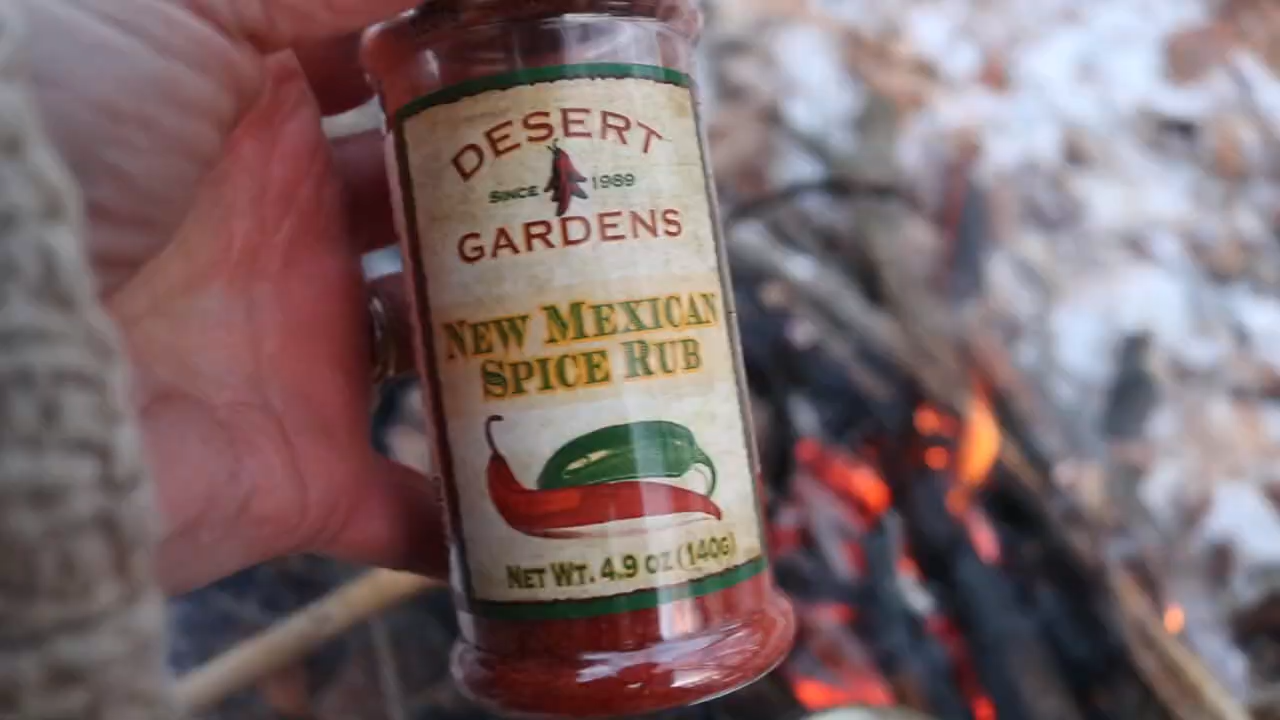 DESERT
SINCE 1989
GARDENS
NEW MEXICAN
SPICE RUB
NET WT. 4.9 OZ (140G)